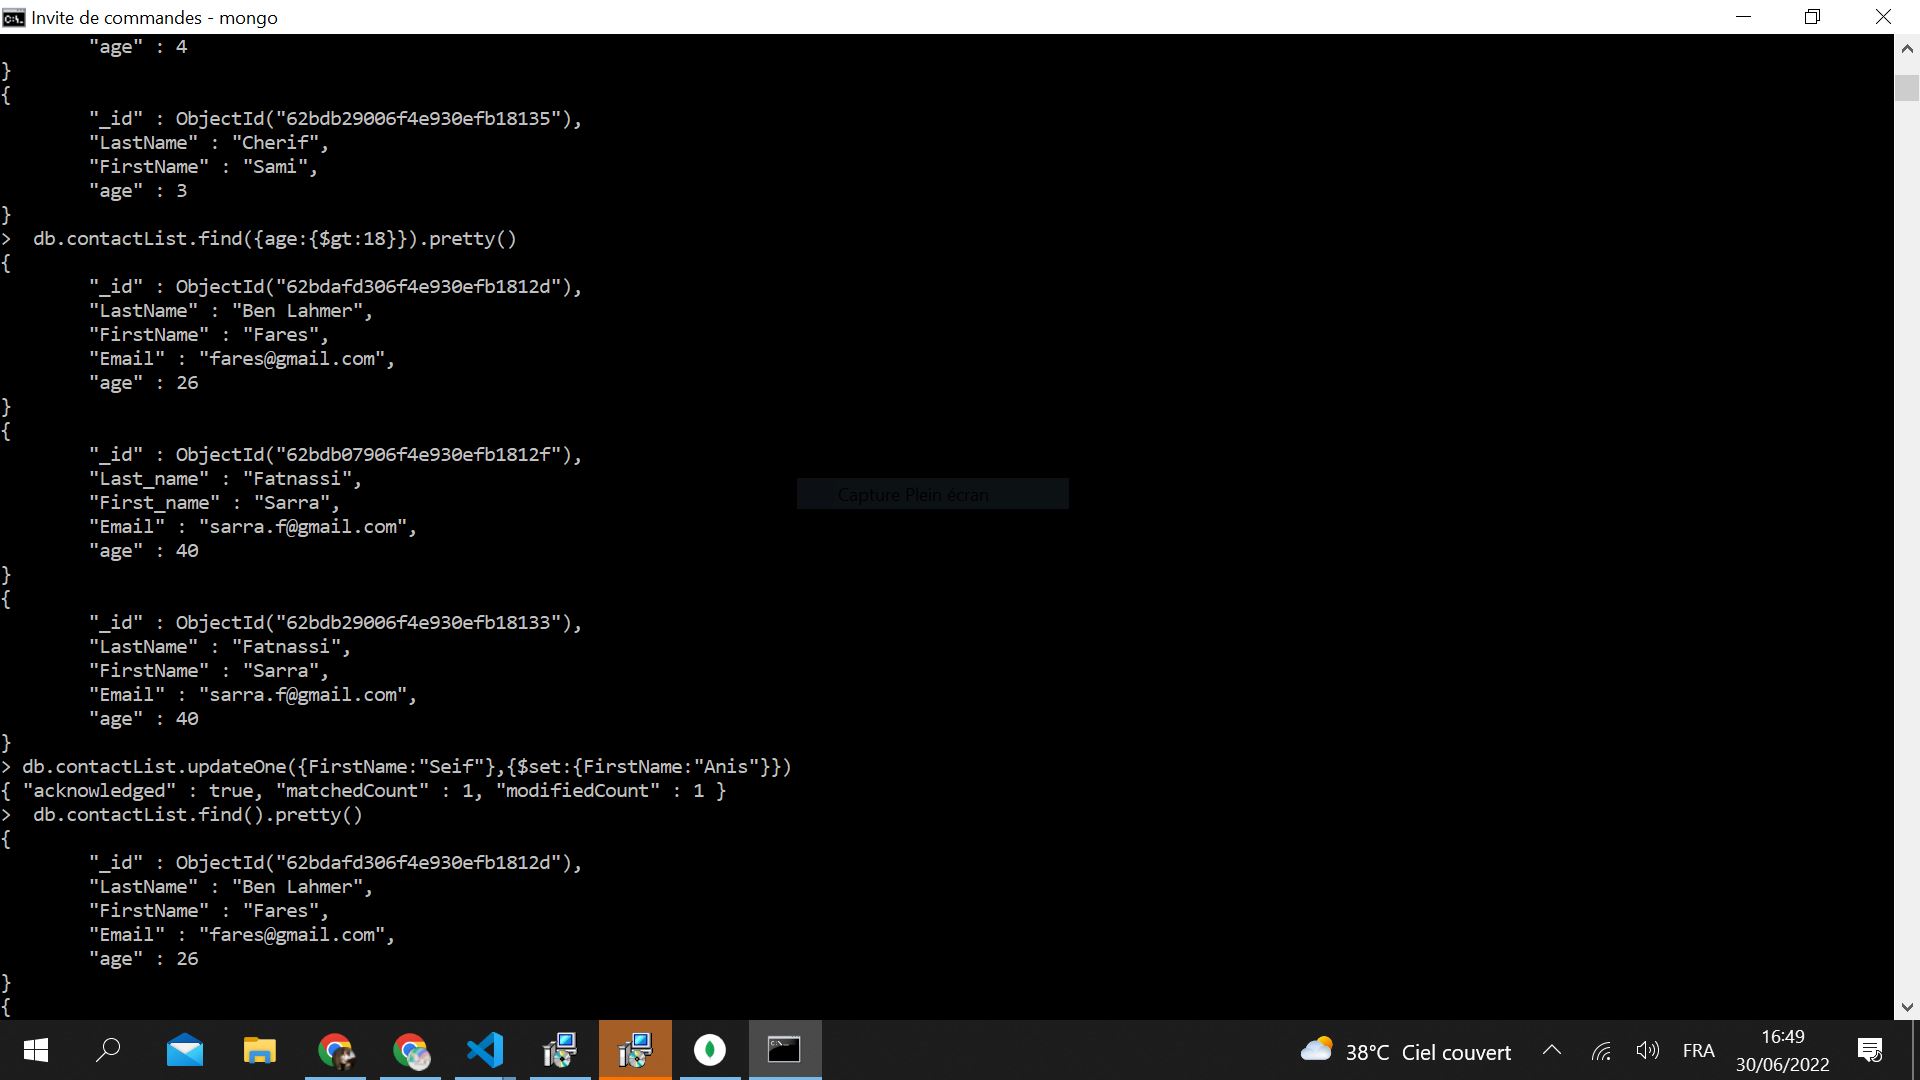 Invite de commandes - mongo
"age" : 4
}
{
"_id" : ObjectId("62bdb29006f4e930efb18135"),
"LastName" : "Cherif",
"FirstName" : "Sami",
"age" : 3
}
>  db.contactList.find({age:{$gt:18}}).pretty()
{
"_id" : ObjectId("62bdafd306f4e930efb1812d"),
"LastName" : "Ben Lahmer",
"FirstName" : "Fares",
"Email" : "fares@gmail.com",
"age" : 26
}
{
"_id" : ObjectId("62bdb07906f4e930efb1812f"),
"Last_name" : "Fatnassi",
"First_name" : "Sarra",
"Email" : "sarra.f@gmail.com",
"age" : 40
}
{
"_id" : ObjectId("62bdb29006f4e930efb18133"),
"LastName" : "Fatnassi",
"FirstName" : "Sarra",
"Email" : "sarra.f@gmail.com",
"age" : 40
}
> db.contactList.updateOne({FirstName:"Seif"},{$set:{FirstName:"Anis"}})
{ "acknowledged" : true, "matchedCount" : 1, "modifiedCount" : 1 }
>  db.contactList.find().pretty()
{
"_id" : ObjectId("62bdafd306f4e930efb1812d"),
"LastName" : "Ben Lahmer",
"FirstName" : "Fares",
"Email" : "fares@gmail.com",
"age" : 26
}
{
Capture Plein écran
38°C Ciel couvert
FRA
16:49
30/06/2022